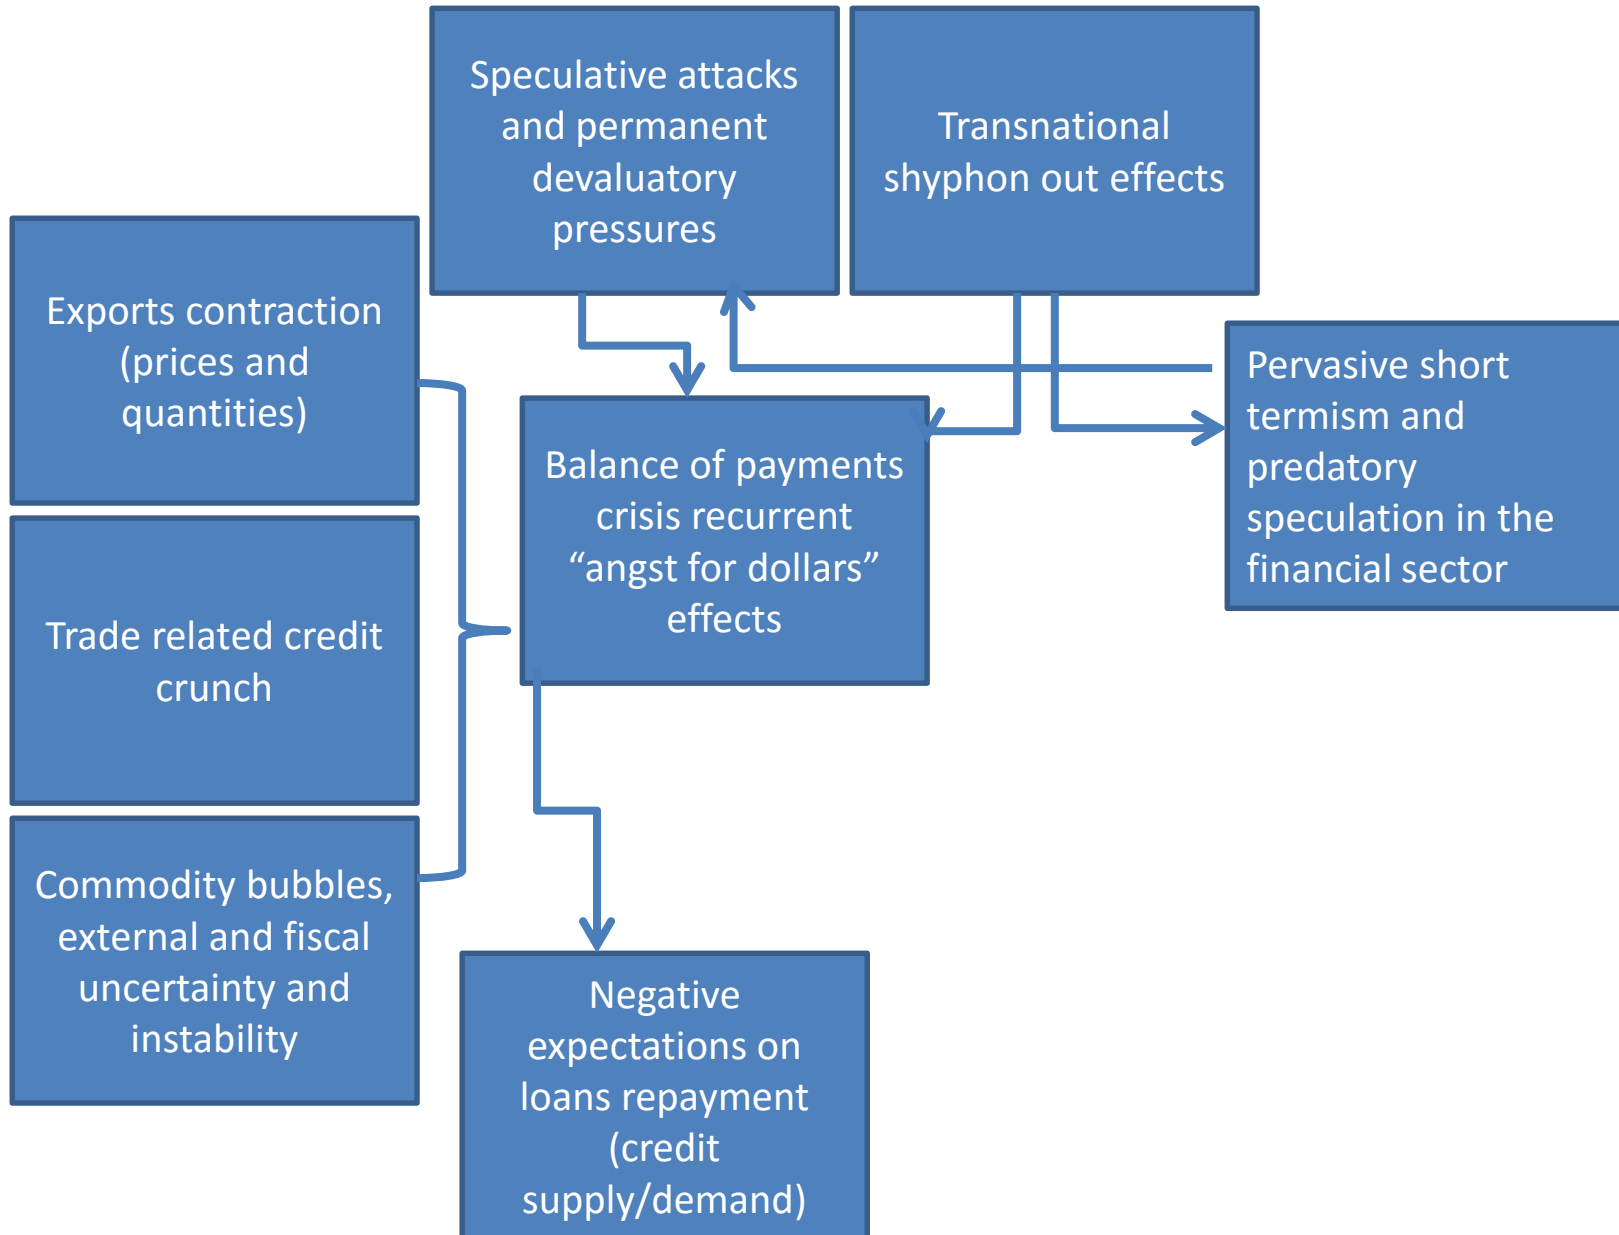 Speculative attacks
and permanent
devaluatory
pressures
Transnational
shyphon out effects
Exports contraction
(prices and
quantities)
Pervasive short
termism and
predatory
speculation in the
financial sector
Balance of payments
crisis recurrent
“angst for dollars”
effects
Trade related credit
crunch
Commodity bubbles,
external and fiscal
uncertainty and
instability
Negative
expectations on
loans repayment
(credit
supply/demand)